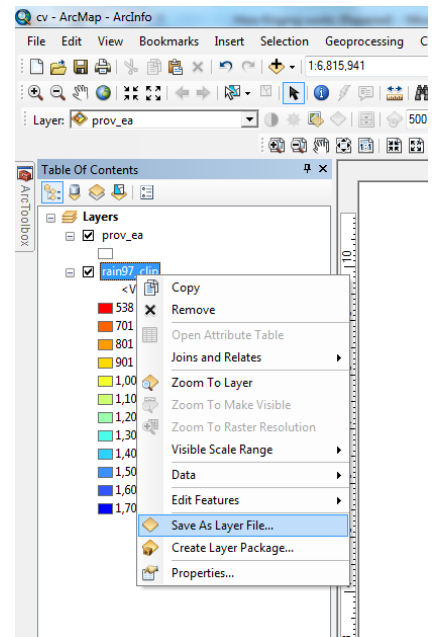 cv - ArcMap - ArcInfo
File Edit View Bookmarks Insert Selection Geoprocessing C
1:6,815,941
Layer: prov_ea 500
Table Of Contents
ArcToolbox
Layers
prov_ea
rain97_clip
<V
538
701
801
901
1,00
1,10
1,20
1,30
1,40
1,50
1,60
1,70
Copy
Remove
Open Attribute Table
Joins and Relates
Zoom To Layer
Zoom To Make Visible
Zoom To Raster Resolution
Visible Scale Range
Data
Edit Features
Save As Layer File...
Create Layer Package...
Properties...
10